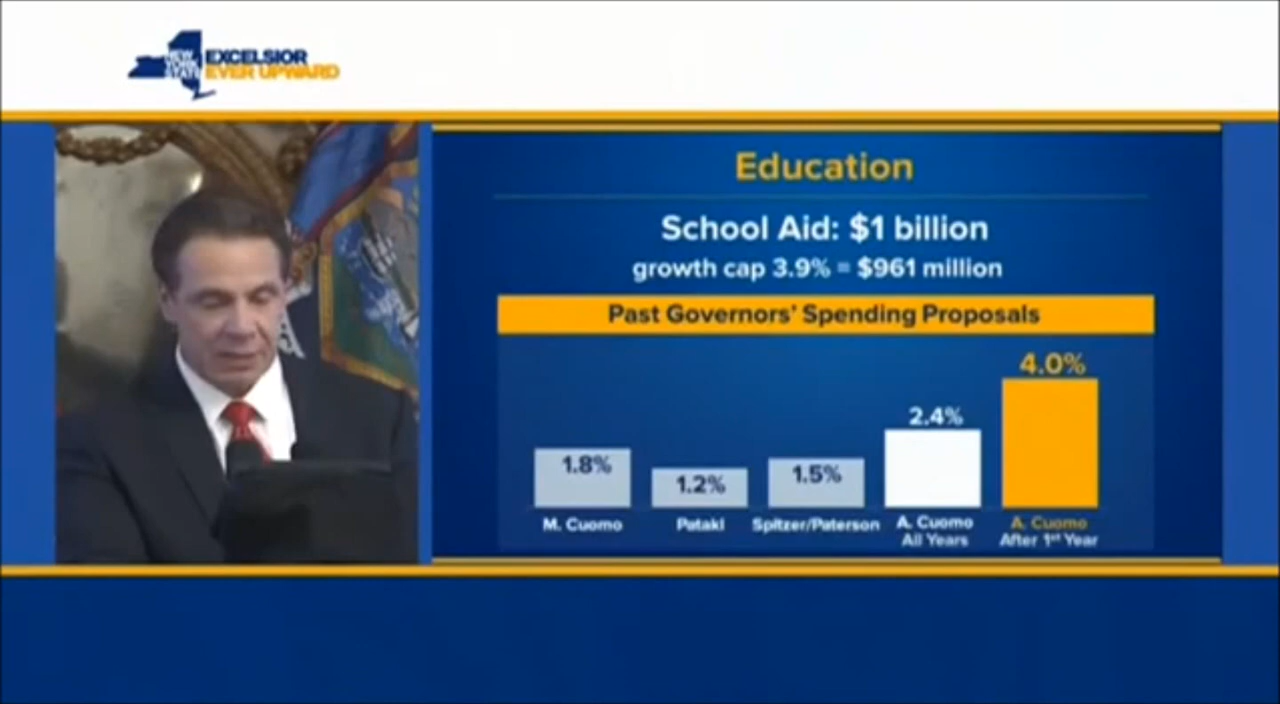 NEW
YORK
STATE
EXCELSIOR
EVER UPWARD
Education
School Aid: $1 billion
growth cap 3.9% = $961 million
Past Governors' Spending Proposals
1.8%
1.2%
1.5%
2.4%
4.0%
M. Cuomo
Pataki
Spitzer/Paterson
A. Cuomo
All Years
A. Cuomo
After 1st Year